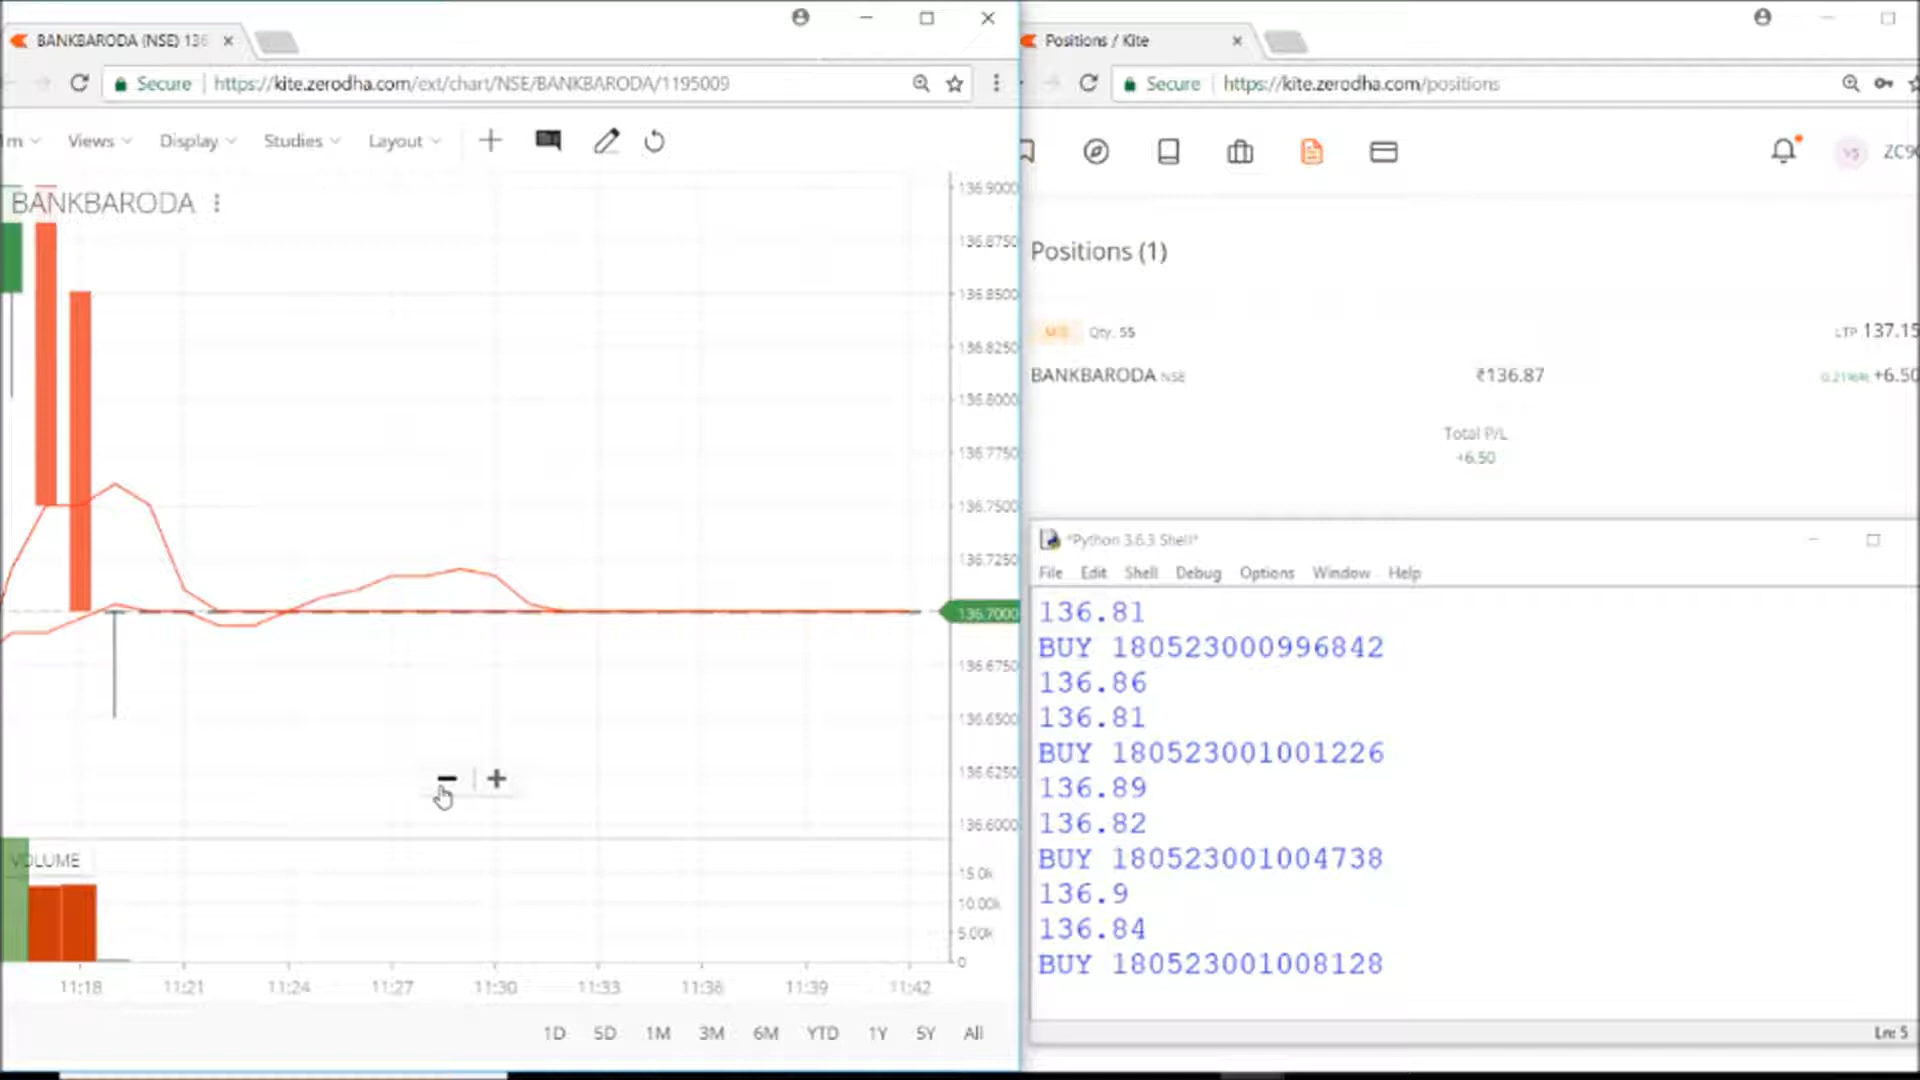 BANKBARODA (NSE) 136
Secure https://kite.zerodha.com/ext/chart/NSE/BANKBARODA/1195009
1m Views Display Studies Layout
BANKBARODA
136.9000
136.8750
136.8500
136.8250
136.8000
136.7750
136.7500
136.7250
136.7000
136.6750
136.6500
136.6250
136.6000
VOLUME
15.0k
10.00k
5.00k
0
11:18 11:21 11:24 11:27 11:30 11:33 11:36 11:39 11:42
1D 5D 1M 3M 6M YTD 1Y 5Y All
Positions / Kite
Secure https://kite.zerodha.com/positions
VS ZC9
Positions (1)
MIS Qty. 55 LTP 137.15
BANKBARODA NSE ₹136.87 +6.50
Total P/L
+6.50
*Python 3.6.3 Shell*
File Edit Shell Debug Options Window Help
136.81
BUY 180523000996842
136.86
136.81
BUY 180523001001226
136.89
136.82
BUY 180523001004738
136.9
136.84
BUY 180523001008128
Ln: 5